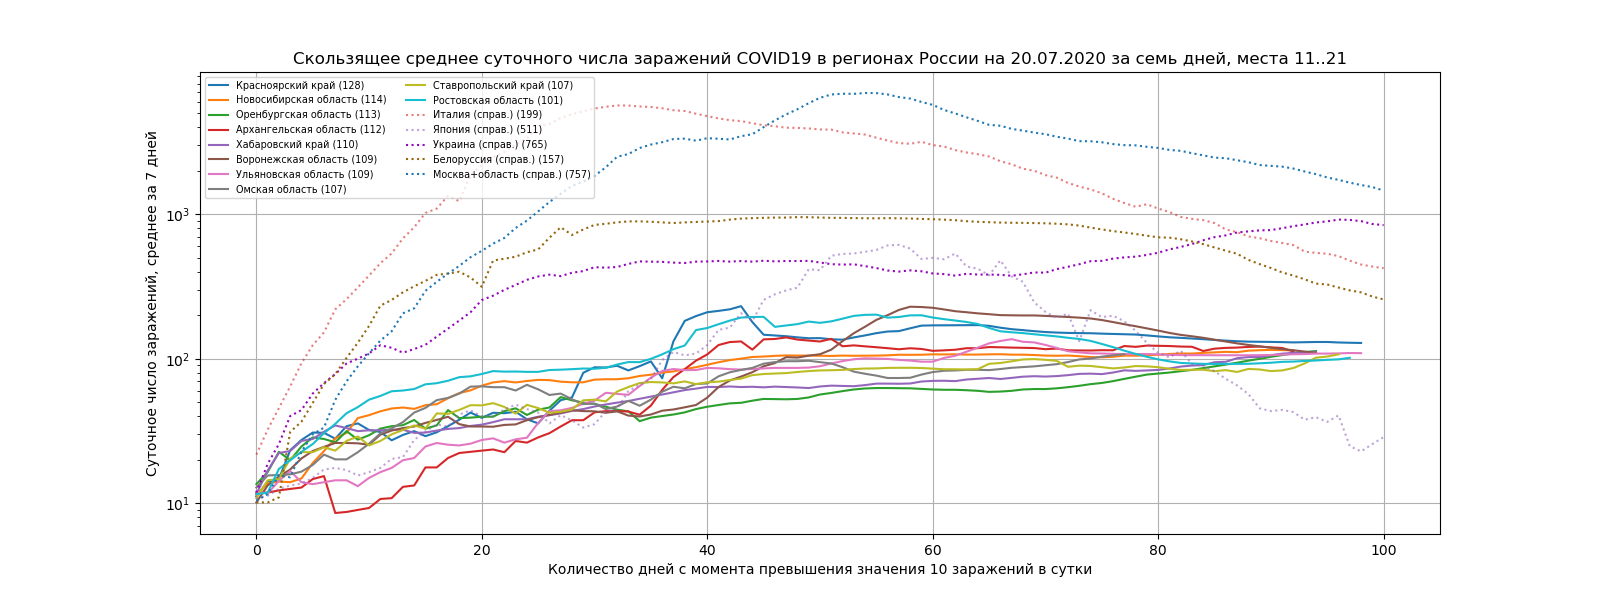 Скользящее среднее суточного числа заражений COVID19 в регионах России на 20.07.2020 за семь дней, места 11..21
Красноярский край (128)
Новосибирская область (114)
Оренбургская область (113)
Архангельская область (112)
Хабаровский край (110)
Воронежская область (109)
Ульяновская область (109)
Омская область (107)
Ставропольский край (107)
Ростовская область (101)
Италия (справ.) (199)
Япония (справ.) (511)
Украина (справ.) (765)
Белоруссия (справ.) (157)
Москва+область (справ.) (757)
Суточное число заражений, среднее за 7 дней
10³
10²
10¹
0 20 40 60 80 100
Количество дней с момента превышения значения 10 заражений в сутки